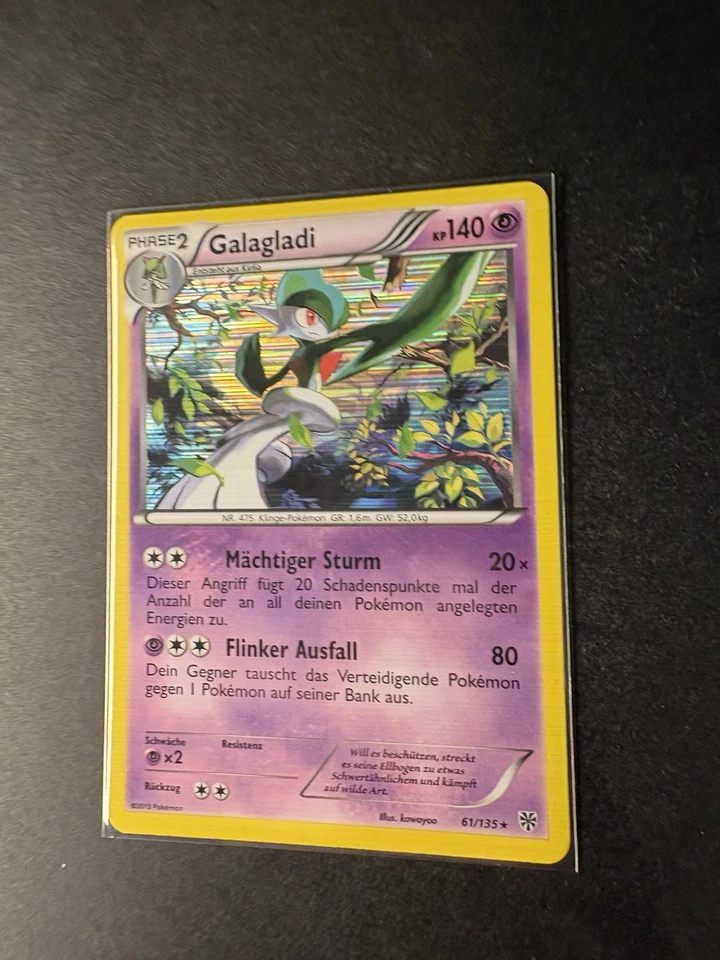 PHASE2 Galagladi KP140
Entsteht aus Kirlia
NR. 475 Klinge-Pokémon GR: 1,6m GW: 52,0kg
Mächtiger Sturm 20×
Dieser Angriff fügt 20 Schadenspunkte mal der
Anzahl der an all deinen Pokémon angelegten
Energien zu.
Flinker Ausfall 80
Dein Gegner tauscht das Verteidigende Pokémon
gegen 1 Pokémon auf seiner Bank aus.
Schwäche Resistenz
×2
Will es beschützen, streckt
es seine Ellbogen zu etwas
Schwertähnlichem und kämpft
auf wilde Art.
Rückzug
©2013 Pokémon
Illus. kawayoo 61/135★